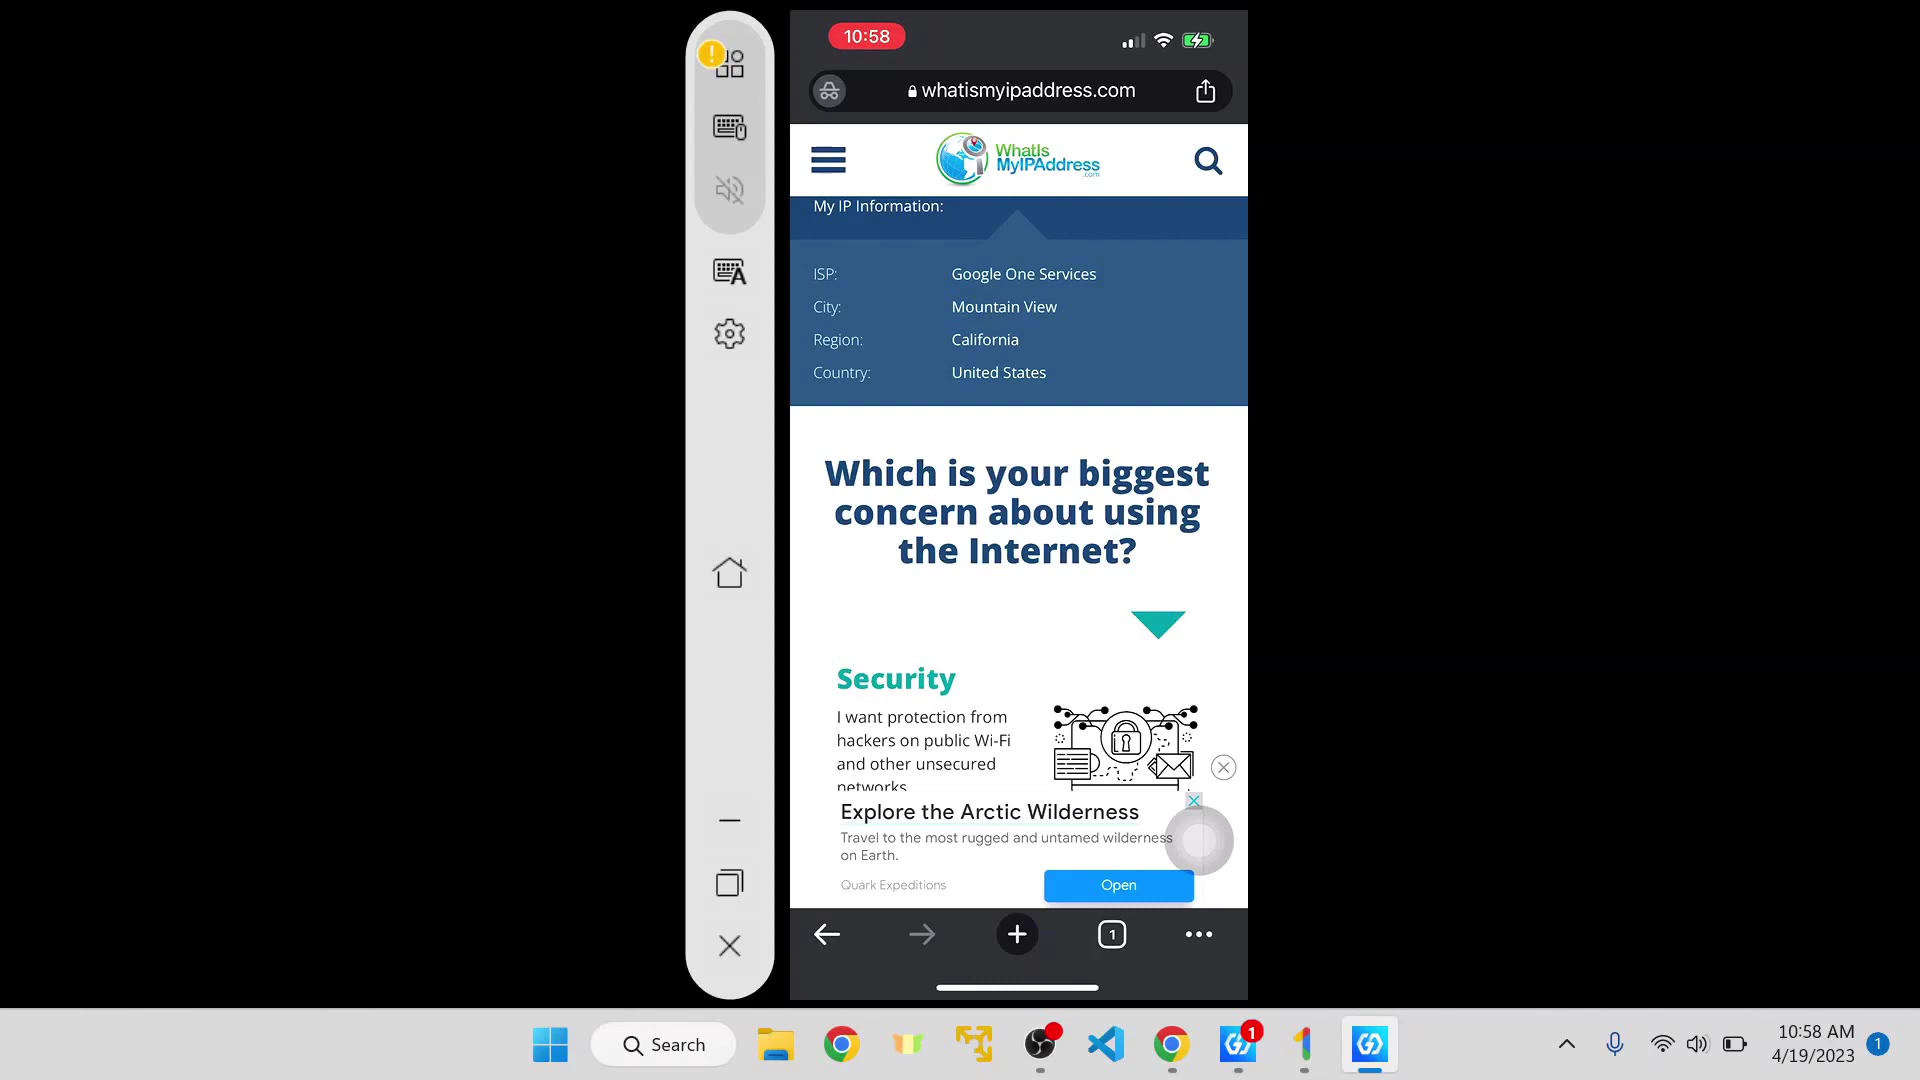 10:58
whatismyipaddress.com
WhatIs
MyIPAddress
.com
My IP Information:
ISP: Google One Services
City: Mountain View
Region: California
Country: United States
Which is your biggest
concern about using
the Internet?
Security
I want protection from
hackers on public Wi-Fi
and other unsecured
networks
Explore the Arctic Wilderness
Travel to the most rugged and untamed wilderness
on Earth.
Quark Expeditions
Open
1
A
Search
1
10:58 AM
4/19/2023
1